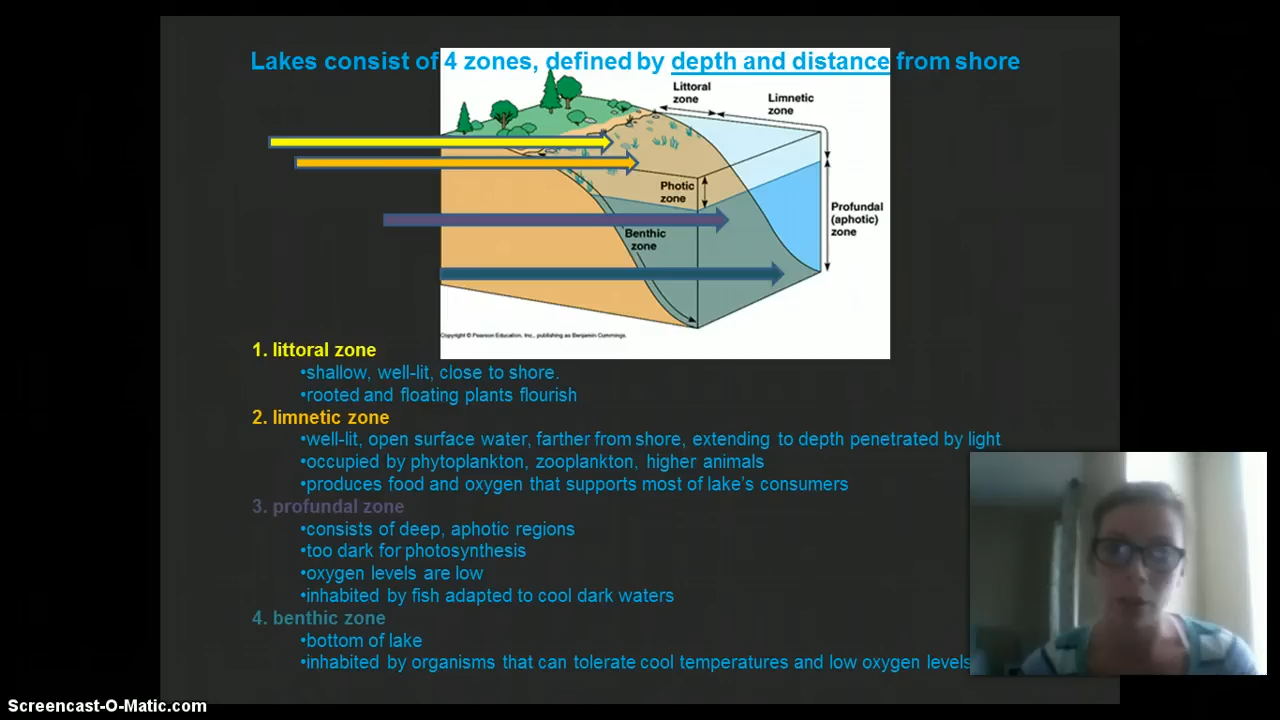 Lakes consist of 4 zones, defined by depth and distance from shore
Littoral
zone
Limnetic
zone
Photic
zone
Profundal
(aphotic)
zone
Benthic
zone
Copyright © Pearson Education, Inc., publishing as Benjamin Cummings.
1. littoral zone
•shallow, well-lit, close to shore.
•rooted and floating plants flourish
2. limnetic zone
•well-lit, open surface water, farther from shore, extending to depth penetrated by light
•occupied by phytoplankton, zooplankton, higher animals
•produces food and oxygen that supports most of lake's consumers
3. profundal zone
•consists of deep, aphotic regions
•too dark for photosynthesis
•oxygen levels are low
•inhabited by fish adapted to cool dark waters
4. benthic zone
•bottom of lake
•inhabited by organisms that can tolerate cool temperatures and low oxygen levels
Screencast-O-Matic.com